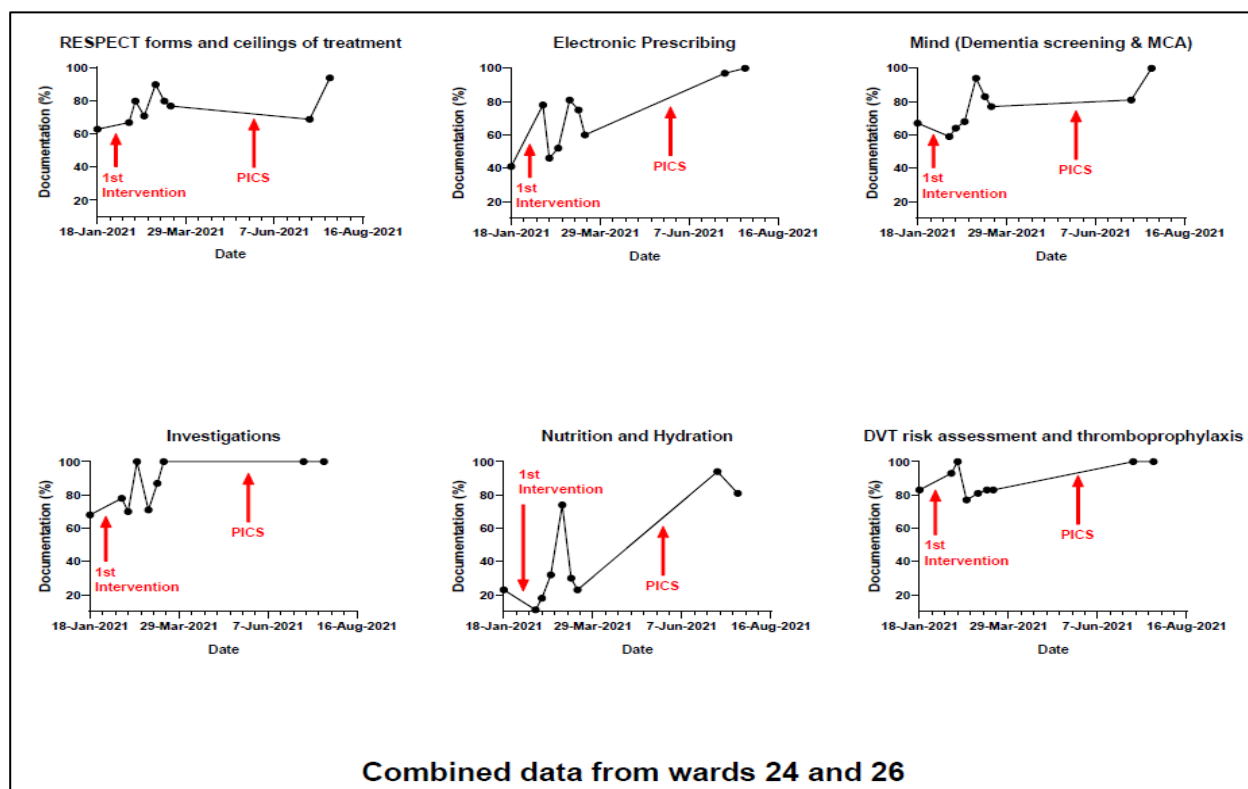 RESPECT forms and ceilings of treatment
Documentation (%)
100
80
60
40
20
1st
Intervention
PICS
18-Jan-2021 29-Mar-2021 7-Jun-2021 16-Aug-2021
Date
Electronic Prescribing
Documentation (%)
100
80
60
40
20
1st
Intervention
PICS
18-Jan-2021 29-Mar-2021 7-Jun-2021 16-Aug-2021
Date
Mind (Dementia screening & MCA)
Documentation (%)
100
80
60
40
20
1st
Intervention
PICS
18-Jan-2021 29-Mar-2021 7-Jun-2021 16-Aug-2021
Date
Investigations
Documentation (%)
100
80
60
40
20
1st
Intervention
PICS
18-Jan-2021 29-Mar-2021 7-Jun-2021 16-Aug-2021
Date
Nutrition and Hydration
Documentation (%)
100
80
60
40
20
1st
Intervention
PICS
18-Jan-2021 29-Mar-2021 7-Jun-2021 16-Aug-2021
Date
DVT risk assessment and thromboprophylaxis
Documentation (%)
100
80
60
40
20
1st
Intervention
PICS
18-Jan-2021 29-Mar-2021 7-Jun-2021 16-Aug-2021
Date
Combined data from wards 24 and 26